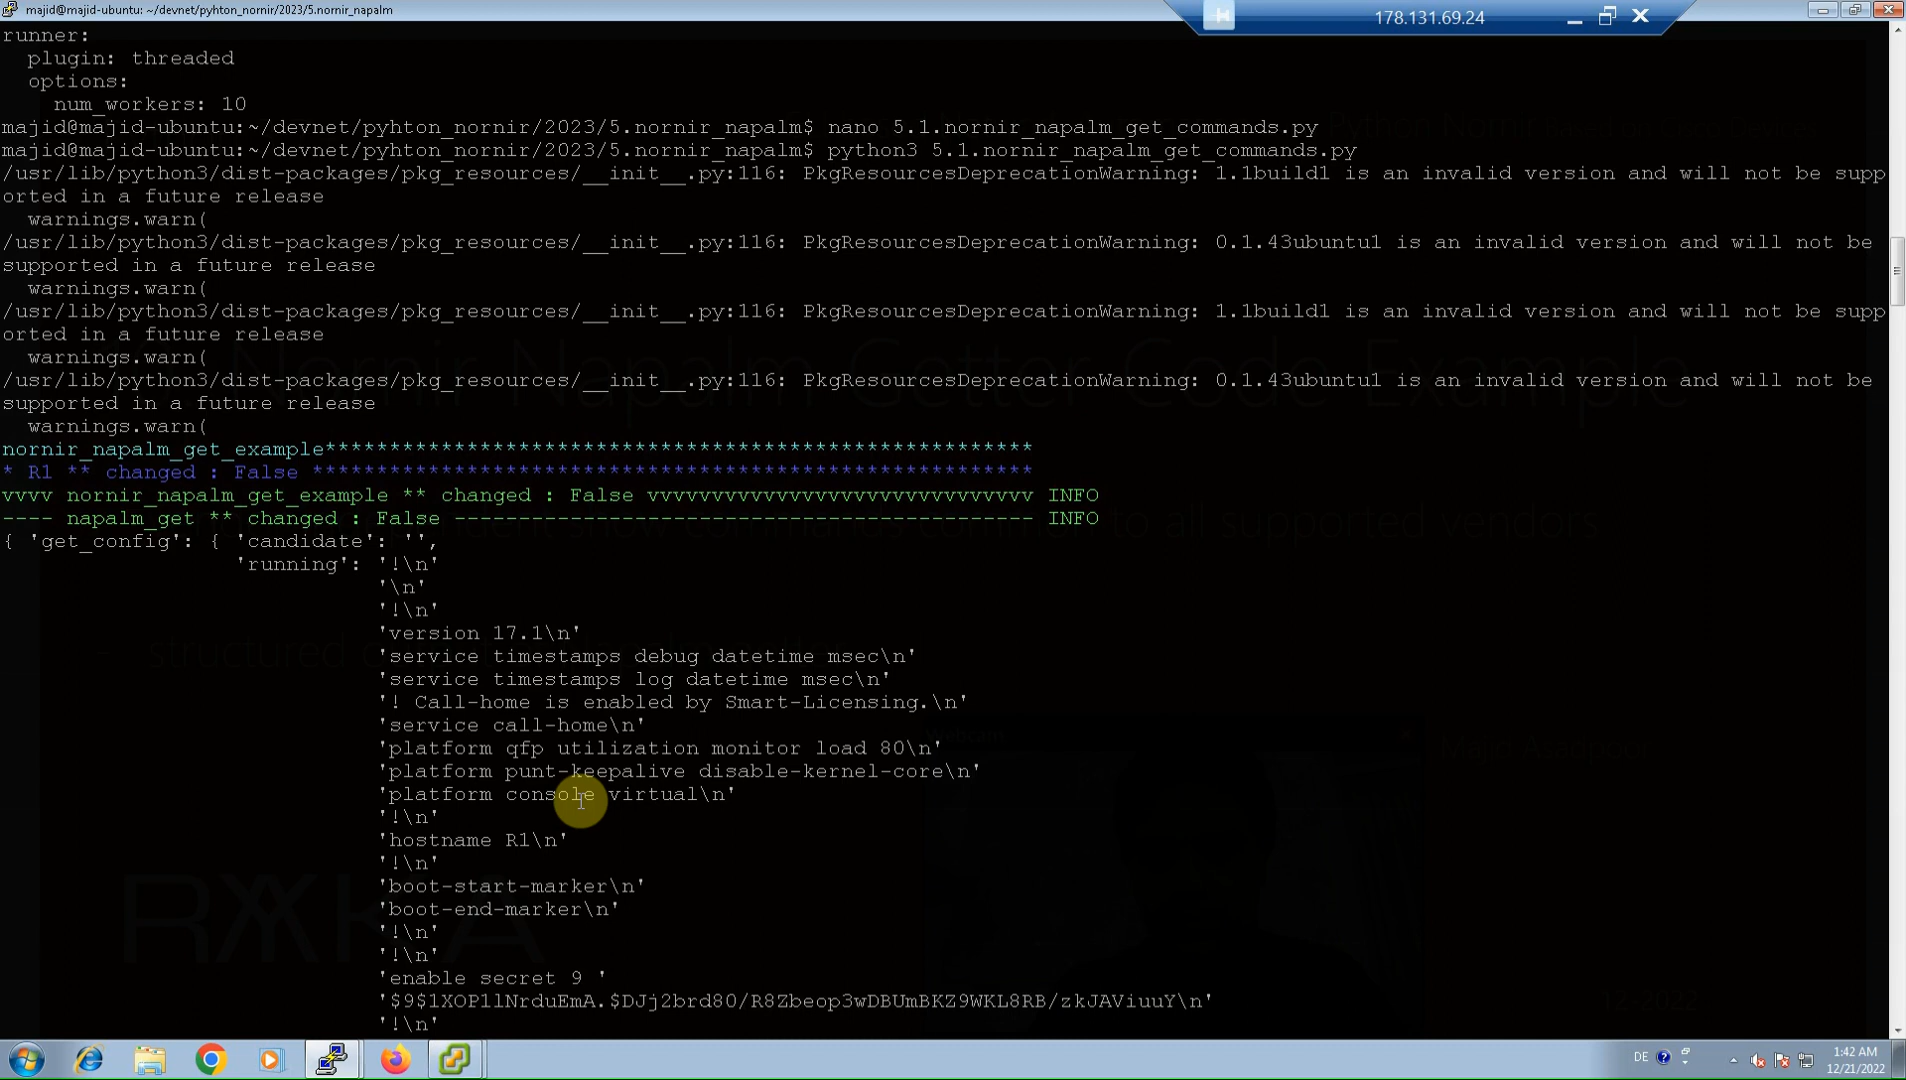 majid@majid-ubuntu: ~/devnet/pyhton_nornir/2023/5.nornir_napalm
178.131.69.24
runner:
  plugin: threaded
  options:
    num_workers: 10
majid@majid-ubuntu:~/devnet/pyhton_nornir/2023/5.nornir_napalm$ nano 5.1.nornir_napalm_get_commands.py
majid@majid-ubuntu:~/devnet/pyhton_nornir/2023/5.nornir_napalm$ python3 5.1.nornir_napalm_get_commands.py
/usr/lib/python3/dist-packages/pkg_resources/__init__.py:116: PkgResourcesDeprecationWarning: 1.1build1 is an invalid version and will not be supp
orted in a future release
  warnings.warn(
/usr/lib/python3/dist-packages/pkg_resources/__init__.py:116: PkgResourcesDeprecationWarning: 0.1.43ubuntu1 is an invalid version and will not be
supported in a future release
  warnings.warn(
/usr/lib/python3/dist-packages/pkg_resources/__init__.py:116: PkgResourcesDeprecationWarning: 1.1build1 is an invalid version and will not be supp
orted in a future release
  warnings.warn(
/usr/lib/python3/dist-packages/pkg_resources/__init__.py:116: PkgResourcesDeprecationWarning: 0.1.43ubuntu1 is an invalid version and will not be
supported in a future release
  warnings.warn(
nornir_napalm_get_example*******************************************************
* R1 ** changed : False ********************************************************
vvvv nornir_napalm_get_example ** changed : False vvvvvvvvvvvvvvvvvvvvvvvvvvvvvv INFO
---- napalm_get ** changed : False --------------------------------------------- INFO
{ 'get_config': { 'candidate': '',
                  'running': '!\n'
                             '\n'
                             '!\n'
                             'version 17.1\n'
                             'service timestamps debug datetime msec\n'
                             'service timestamps log datetime msec\n'
                             '! Call-home is enabled by Smart-Licensing.\n'
                             'service call-home\n'
                             'platform qfp utilization monitor load 80\n'
                             'platform punt-keepalive disable-kernel-core\n'
                             'platform console virtual\n'
                             '!\n'
                             'hostname R1\n'
                             '!\n'
                             'boot-start-marker\n'
                             'boot-end-marker\n'
                             '!\n'
                             '!\n'
                             'enable secret 9 '
                             '$9$1XOP1lNrduEmA.$DJj2brd80/R8Zbeop3wDBUmBKZ9WKL8RB/zkJAViuuY\n'
                             '!\n'
Nornir Napalm Getter Code Example
to all supported vendors
- structured
12-2022
DE
1:42 AM
12/21/2022